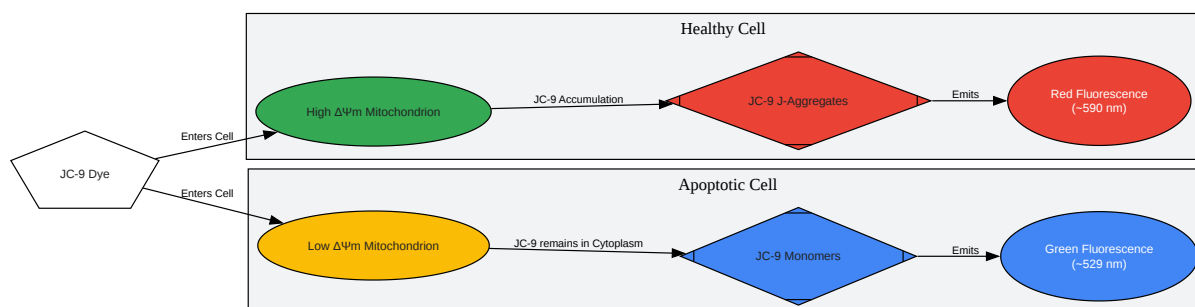 Healthy Cell
High ΔΨm Mitochondrion
JC-9 Accumulation
JC-9 J-Aggregates
Emits
Red Fluorescence
(~590 nm)
Enters Cell
JC-9 Dye
Enters Cell
Apoptotic Cell
Low ΔΨm Mitochondrion
JC-9 remains in Cytoplasm
JC-9 Monomers
Emits
Green Fluorescence
(~529 nm)